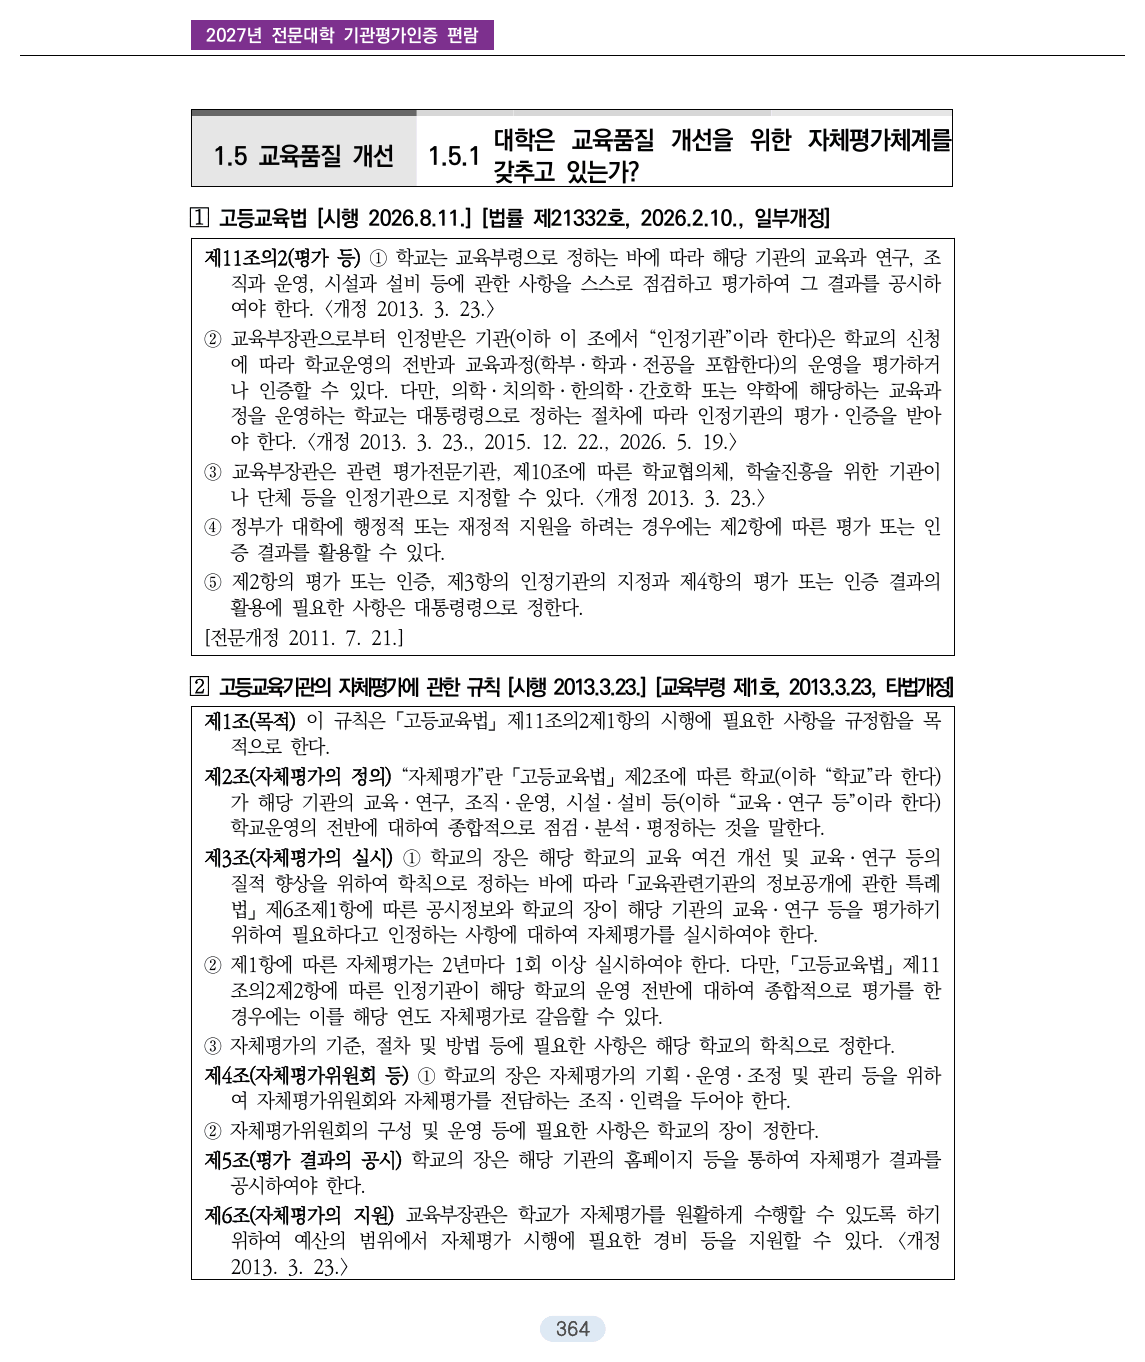 2027년 전문대학 기관평가인증 편람
1.5 교육품질 개선
1.5.1
대학은 교육품질 개선을 위한 자체평가체계를
갖추고 있는가?
1 고등교육법 [시행 2026.8.11.] [법률 제21332호, 2026.2.10., 일부개정]
제11조의2(평가 등) ① 학교는 교육부령으로 정하는 바에 따라 해당 기관의 교육과 연구, 조
직과 운영, 시설과 설비 등에 관한 사항을 스스로 점검하고 평가하여 그 결과를 공시하
여야 한다. 〈개정 2013. 3. 23.〉
② 교육부장관으로부터 인정받은 기관(이하 이 조에서 “인정기관”이라 한다)은 학교의 신청
에 따라 학교운영의 전반과 교육과정(학부·학과·전공을 포함한다)의 운영을 평가하거
나 인증할 수 있다. 다만, 의학·치의학·한의학·간호학 또는 약학에 해당하는 교육과
정을 운영하는 학교는 대통령령으로 정하는 절차에 따라 인정기관의 평가·인증을 받아
야 한다. 〈개정 2013. 3. 23., 2015. 12. 22., 2026. 5. 19.〉
③ 교육부장관은 관련 평가전문기관, 제10조에 따른 학교협의체, 학술진흥을 위한 기관이
나 단체 등을 인정기관으로 지정할 수 있다. 〈개정 2013. 3. 23.〉
④ 정부가 대학에 행정적 또는 재정적 지원을 하려는 경우에는 제2항에 따른 평가 또는 인
증 결과를 활용할 수 있다.
⑤ 제2항의 평가 또는 인증, 제3항의 인정기관의 지정과 제4항의 평가 또는 인증 결과의
활용에 필요한 사항은 대통령령으로 정한다.
[전문개정 2011. 7. 21.]
2 고등교육기관의 자체평가에 관한 규칙 [시행 2013.3.23.] [교육부령 제1호, 2013.3.23, 타법개정]
제1조(목적) 이 규칙은 「고등교육법」 제11조의2제1항의 시행에 필요한 사항을 규정함을 목
적으로 한다.
제2조(자체평가의 정의) “자체평가”란 「고등교육법」 제2조에 따른 학교(이하 “학교”라 한다)
가 해당 기관의 교육·연구, 조직·운영, 시설·설비 등(이하 “교육·연구 등”이라 한다)
학교운영의 전반에 대하여 종합적으로 점검·분석·평정하는 것을 말한다.
제3조(자체평가의 실시) ① 학교의 장은 해당 학교의 교육 여건 개선 및 교육·연구 등의
질적 향상을 위하여 학칙으로 정하는 바에 따라 「교육관련기관의 정보공개에 관한 특례
법」 제6조제1항에 따른 공시정보와 학교의 장이 해당 기관의 교육·연구 등을 평가하기
위하여 필요하다고 인정하는 사항에 대하여 자체평가를 실시하여야 한다.
② 제1항에 따른 자체평가는 2년마다 1회 이상 실시하여야 한다. 다만, 「고등교육법」 제11
조의2제2항에 따른 인정기관이 해당 학교의 운영 전반에 대하여 종합적으로 평가를 한
경우에는 이를 해당 연도 자체평가로 갈음할 수 있다.
③ 자체평가의 기준, 절차 및 방법 등에 필요한 사항은 해당 학교의 학칙으로 정한다.
제4조(자체평가위원회 등) ① 학교의 장은 자체평가의 기획·운영·조정 및 관리 등을 위하
여 자체평가위원회와 자체평가를 전담하는 조직·인력을 두어야 한다.
② 자체평가위원회의 구성 및 운영 등에 필요한 사항은 학교의 장이 정한다.
제5조(평가 결과의 공시) 학교의 장은 해당 기관의 홈페이지 등을 통하여 자체평가 결과를
공시하여야 한다.
제6조(자체평가의 지원) 교육부장관은 학교가 자체평가를 원활하게 수행할 수 있도록 하기
위하여 예산의 범위에서 자체평가 시행에 필요한 경비 등을 지원할 수 있다. 〈개정
2013. 3. 23.〉
364